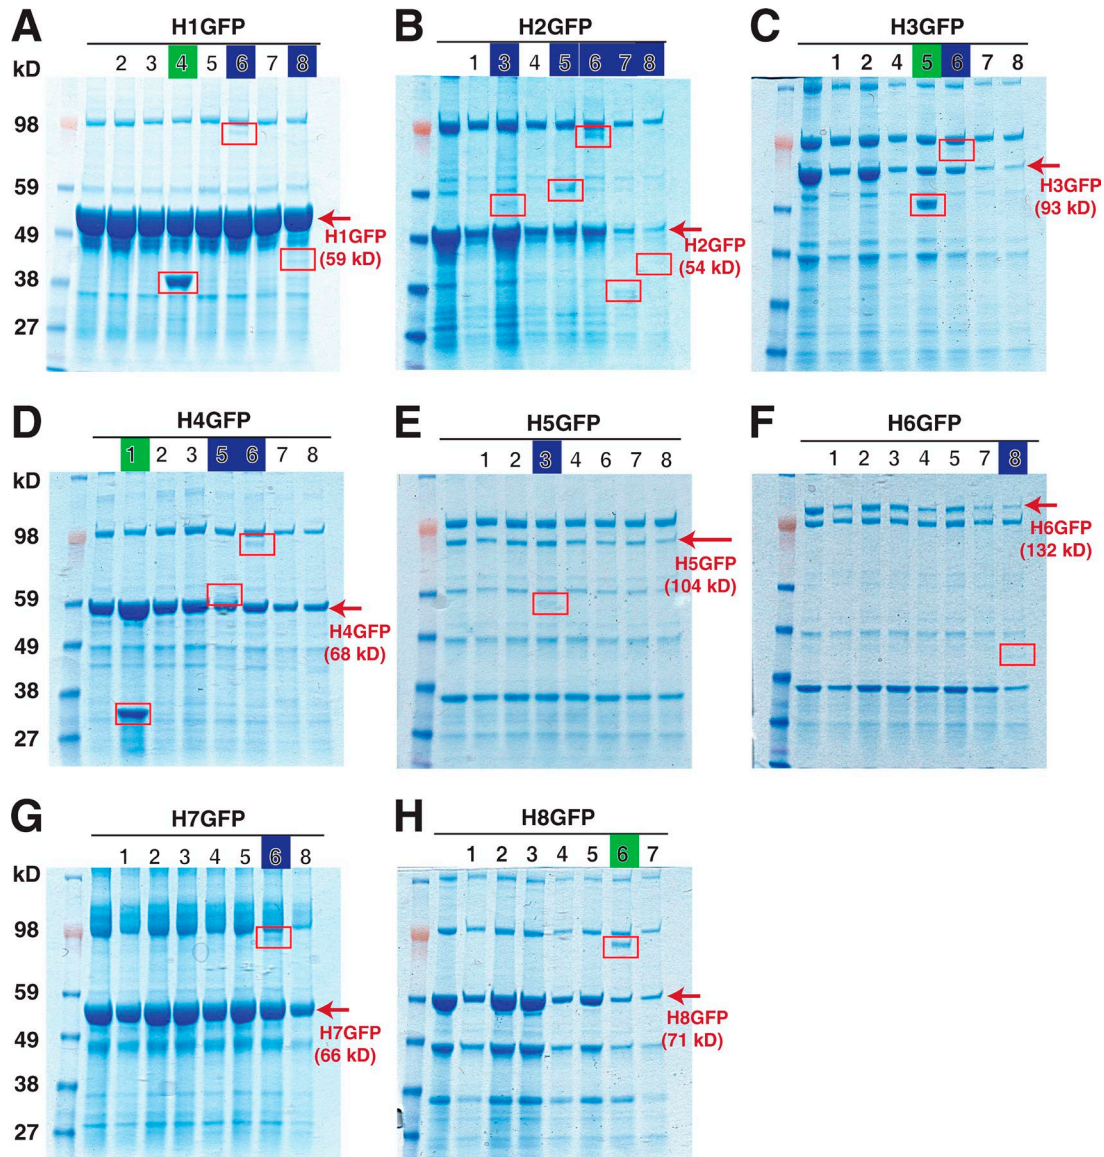 A
H1GFP
kD
2 3 4 5 6 7 8
98
59
49
38
27
H1GFP
(59 kD)
B
H2GFP
1 3 4 5 6 7 8
H2GFP
(54 kD)
C
H3GFP
1 2 4 5 6 7 8
H3GFP
(93 kD)
D
H4GFP
kD
1 2 3 5 6 7 8
98
59
49
38
27
H4GFP
(68 kD)
E
H5GFP
1 2 3 4 6 7 8
H5GFP
(104 kD)
F
H6GFP
1 2 3 4 5 7 8
H6GFP
(132 kD)
G
H7GFP
kD
1 2 3 4 5 6 8
98
59
49
38
27
H7GFP
(66 kD)
H
H8GFP
1 2 3 4 5 6 7
H8GFP
(71 kD)